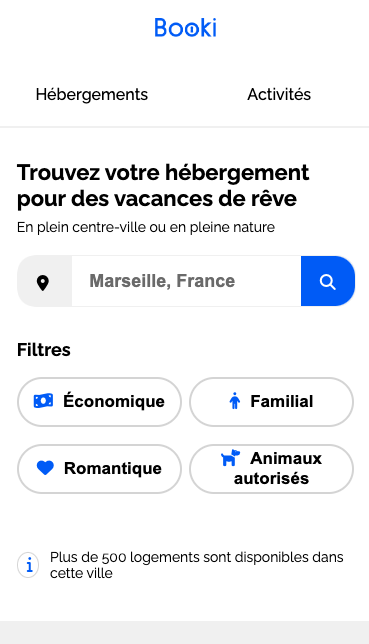 Booki
Hébergements
Activités
Trouvez votre hébergement
pour des vacances de rêve
En plein centre-ville ou en pleine nature
Marseille, France
Filtres
Économique
Familial
Romantique
Animaux
autorisés
Plus de 500 logements sont disponibles dans
cette ville